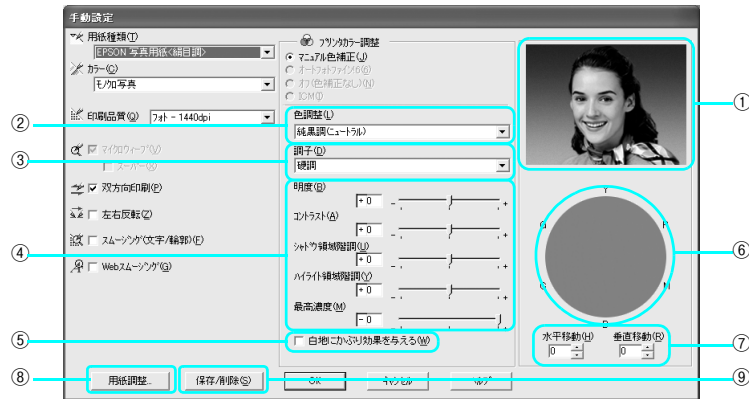 手動設定
用紙種類(T)
EPSON 写真用紙<絹目調>
カラー(C)
モノクロ写真
印刷品質(Q) フォト - 1440dpi
マイクロウィーブ(V)
スーパー(X)
双方向印刷(P)
左右反転(Z)
スムージング(文字/輪郭)(F)
Webスムージング(G)
用紙調整...
保存/削除(S)
プリンタカラー調整
マニュアル色補正(J)
オートフォトファイン!6(6)
オフ(色補正なし)(N)
ICM(I)
色調整(L)
純黒調(ニュートラル)
調子(D)
硬調
明度(B)
+ 0
- +
コントラスト(A)
+ 0
- +
シャドウ領域階調(U)
+ 0
- +
ハイライト領域階調(Y)
+ 0
- +
最高濃度(M)
- 0
-
白地にかぶり効果を与える(W)
OK
キャンセル
ヘルプ
Y
G R
C M
B
水平移動(H) 垂直移動(R)
0 0
①
②
③
④
⑤
⑥
⑦
⑧
⑨